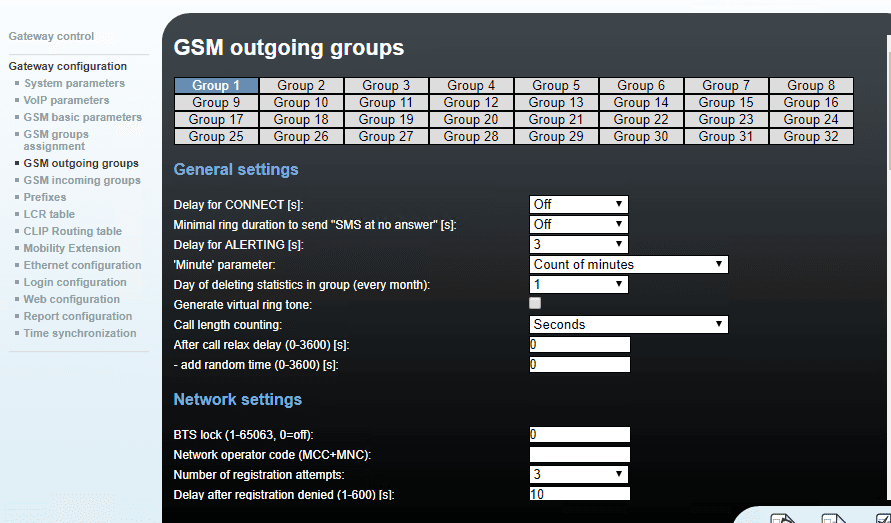 Gateway control
Gateway configuration
System parameters
VoIP parameters
GSM basic parameters
GSM groups
assignment
GSM outgoing groups
GSM incoming groups
Prefixes
LCR table
CLIP Routing table
Mobility Extension
Ethernet configuration
Login configuration
Web configuration
Report configuration
Time synchronization
GSM outgoing groups
Group 1 Group 2 Group 3 Group 4 Group 5 Group 6 Group 7 Group 8
Group 9 Group 10 Group 11 Group 12 Group 13 Group 14 Group 15 Group 16
Group 17 Group 18 Group 19 Group 20 Group 21 Group 22 Group 23 Group 24
Group 25 Group 26 Group 27 Group 28 Group 29 Group 30 Group 31 Group 32
General settings
Delay for CONNECT [s]: Off
Minimal ring duration to send "SMS at no answer" [s]: Off
Delay for ALERTING [s]: 3
'Minute' parameter: Count of minutes
Day of deleting statistics in group (every month): 1
Generate virtual ring tone:
Call length counting: Seconds
After call relax delay (0-3600) [s]: 0
- add random time (0-3600) [s]: 0
Network settings
BTS lock (1-65063, 0=off): 0
Network operator code (MCC+MNC):
Number of registration attempts: 3
Delay after registration denied (1-600) [s]: 10